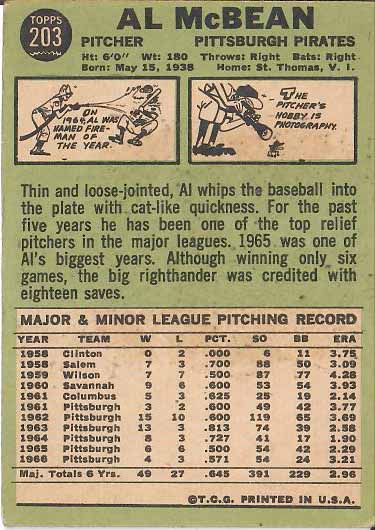 TOPPS
203
AL McBEAN
PITCHER PITTSBURGH PIRATES
Ht: 6'0" Wt: 180 Throws: Right Bats: Right
Born: May 15, 1938 Home: St. Thomas, V. I.
ON
1964, AL WAS
NAMED FIRE-
MAN OF
THE YEAR.
THE
PITCHER'S
HOBBY IS
PHOTOGRAPHY.
Thin and loose-jointed, Al whips the baseball into
the plate with cat-like quickness. For the past
five years he has been one of the top relief
pitchers in the major leagues. 1965 was one of
Al's biggest years. Although winning only six
games, the big righthander was credited with
eighteen saves.
MAJOR & MINOR LEAGUE PITCHING RECORD
YEAR TEAM W L PCT. SO BB ERA
1958 Clinton 0 2 .000 6 11 3.75
1958 Salem 7 3 .700 88 50 3.09
1959 Wilson 7 7 .500 87 77 4.28
1960 Savannah 9 6 .600 53 54 3.93
1961 Columbus 5 3 .625 25 19 2.14
1961 Pittsburgh 3 2 .600 49 42 3.77
1962 Pittsburgh 15 10 .600 119 65 3.69
1963 Pittsburgh 13 3 .813 74 39 2.58
1964 Pittsburgh 8 3 .727 41 17 1.90
1965 Pittsburgh 6 6 .500 54 42 2.29
1966 Pittsburgh 4 3 .571 54 24 3.21
Maj. Totals 6 Yrs. 49 27 .645 391 229 2.96
©T.C.G. PRINTED IN U.S.A.